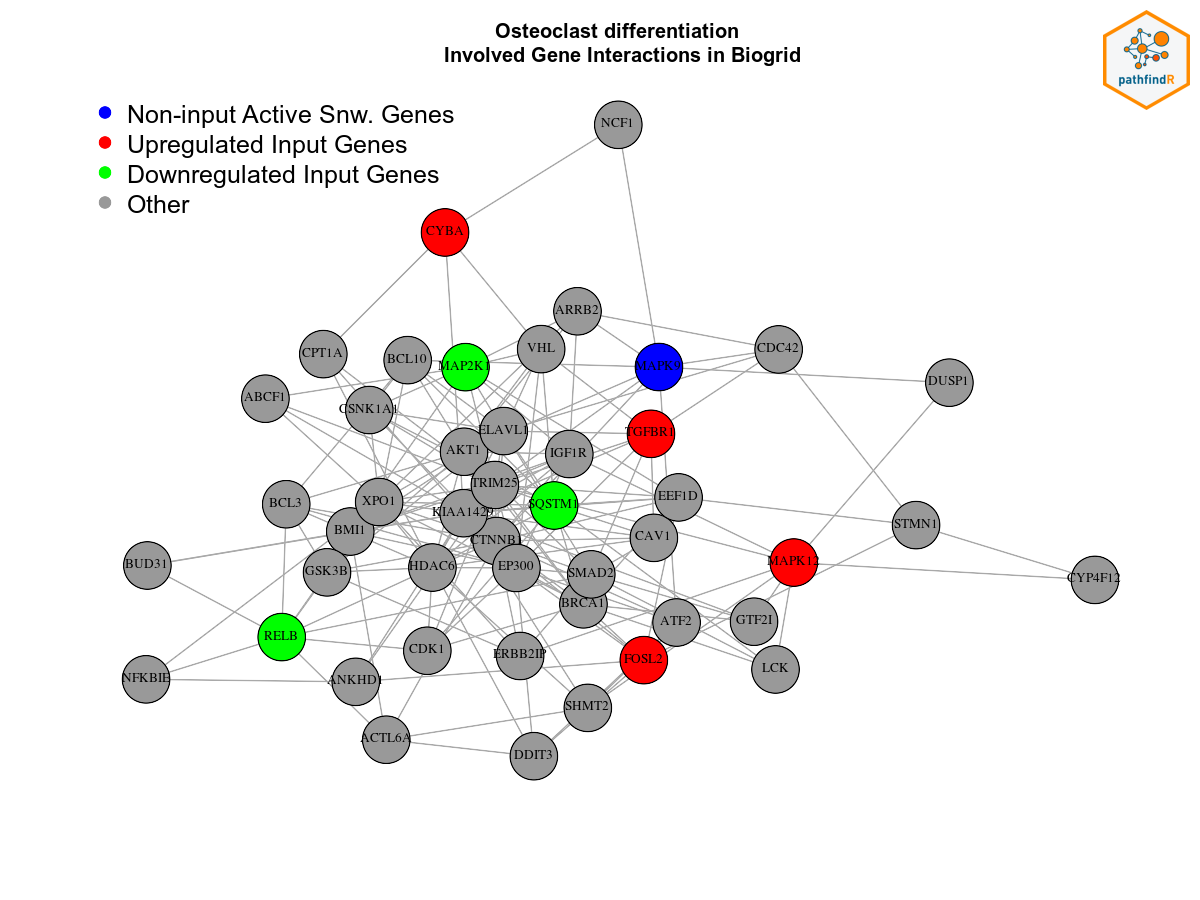 Osteoclast differentiation
Involved Gene Interactions in Biogrid
pathfindR
Non-input Active Snw. Genes
Upregulated Input Genes
Downregulated Input Genes
Other
NCF1
CYBA
ARRB2
CPT1A
BCL10
MAP2K1
VHL
MAPK9
CDC42
DUSP1
ABCF1
CSNK1A1
ELAVL1
TGFBR1
AKT1
IGF1R
TRIM25
BCL3
XPO1
KIAA1429
SQSTM1
EEF1D
BMI1
CTNNB1
CAV1
STMN1
BUD31
GSK3B
HDAC6
EP300
SMAD2
MAPK12
CYP4F12
BRCA1
ATF2
GTF2I
RELB
CDK1
ERBB2IP
FOSL2
LCK
NFKBIE
ANKHD1
SHMT2
ACTL6A
DDIT3